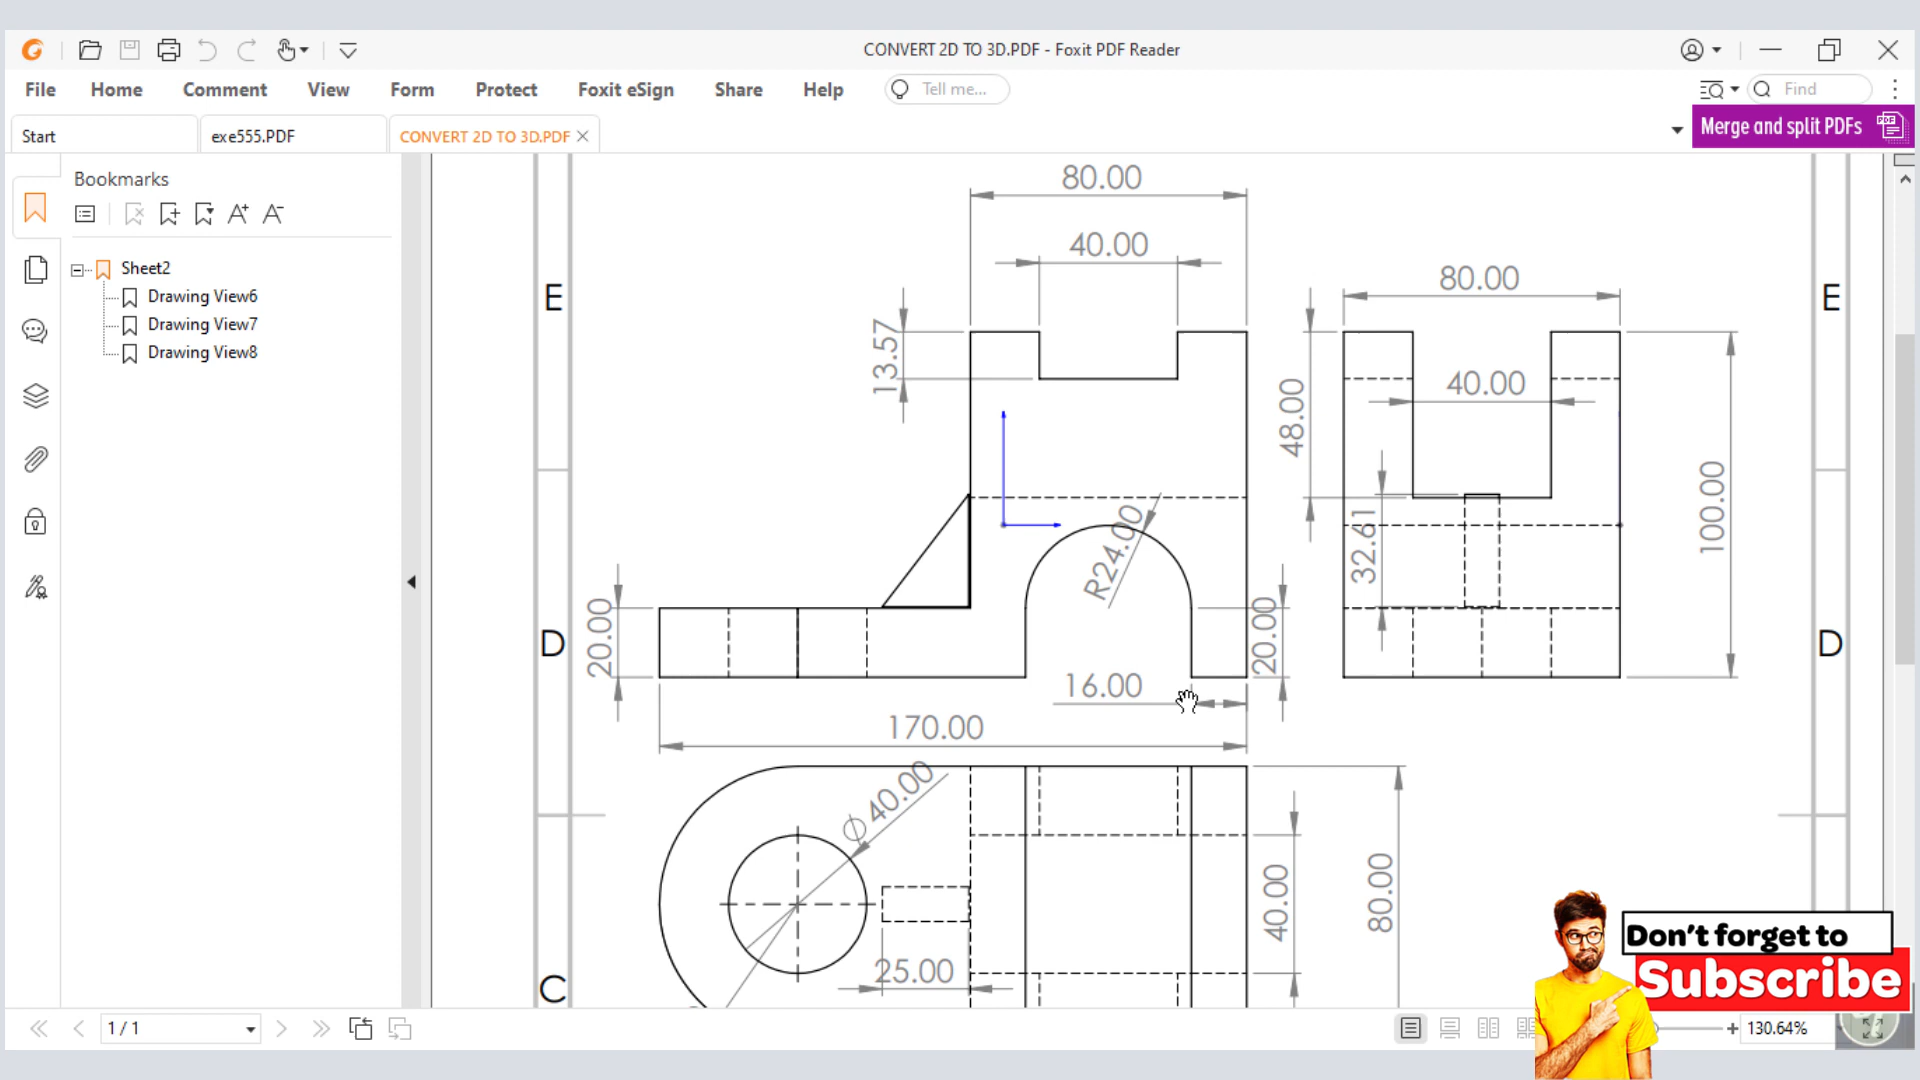 CONVERT 2D TO 3D.PDF - Foxit PDF Reader
File Home Comment View Form Protect Foxit eSign Share Help Tell me... Find
Start exe555.PDF CONVERT 2D TO 3D.PDF Merge and split PDFs
Bookmarks
Sheet2
Drawing View6
Drawing View7
Drawing View8
80.00
40.00
80.00
E
E
13.57
40.00
48.00
100.00
R24.00
32.61
20.00
20.00
D
D
16.00
170.00
Ø 40.00
40.00
80.00
25.00
C
Don't forget to
Subscribe
1 / 1
130.64%